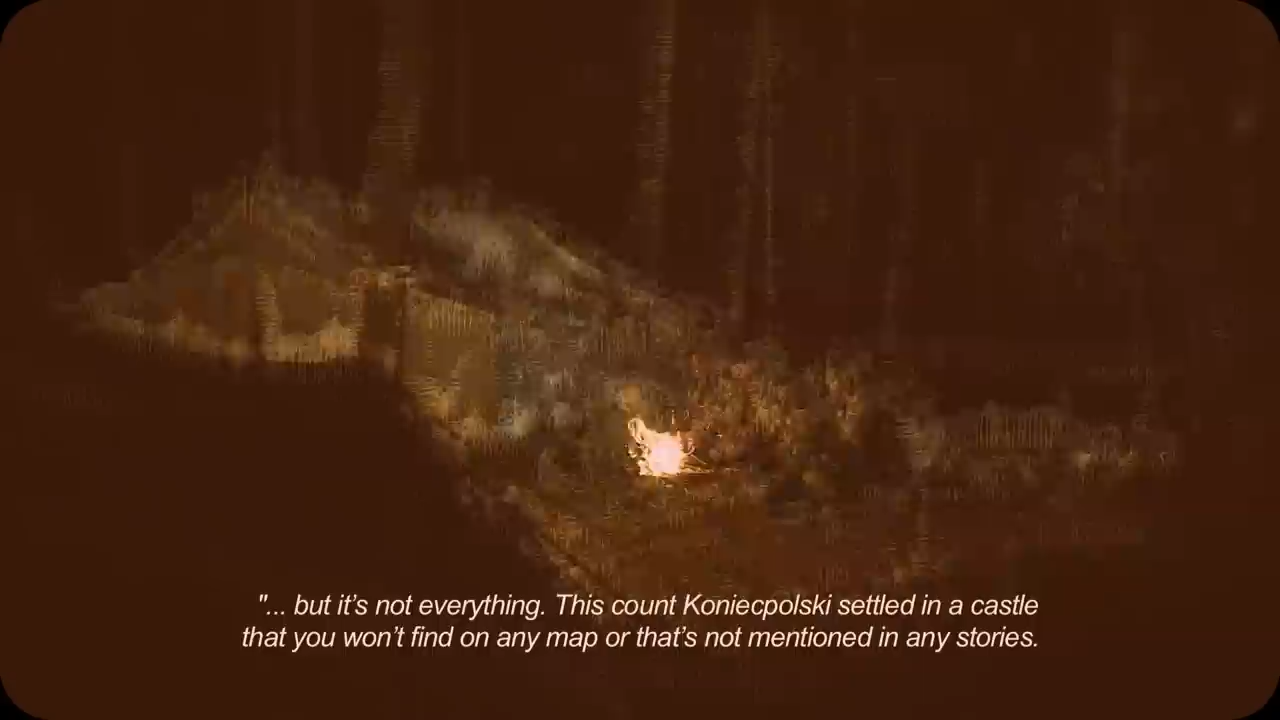 "... but it’s not everything. This count Koniecpolski settled in a castle
that you won’t find on any map or that’s not mentioned in any stories.